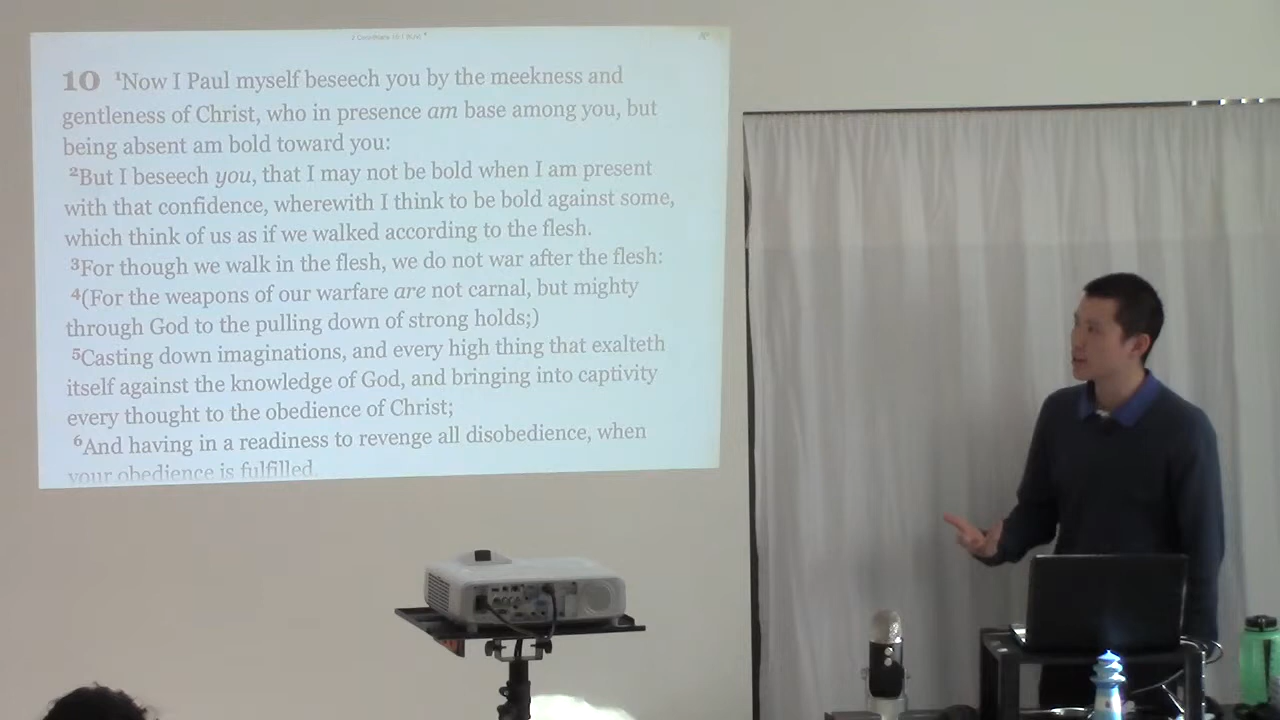 10 ¹Now I Paul myself beseech you by the meekness and
gentleness of Christ, who in presence am base among you, but
being absent am bold toward you:
²But I beseech you, that I may not be bold when I am present
with that confidence, wherewith I think to be bold against some,
which think of us as if we walked according to the flesh.
³For though we walk in the flesh, we do not war after the flesh:
⁴(For the weapons of our warfare are not carnal, but mighty
through God to the pulling down of strong holds;)
⁵Casting down imaginations, and every high thing that exalteth
itself against the knowledge of God, and bringing into captivity
every thought to the obedience of Christ;
⁶And having in a readiness to revenge all disobedience, when
your obedience is fulfilled.